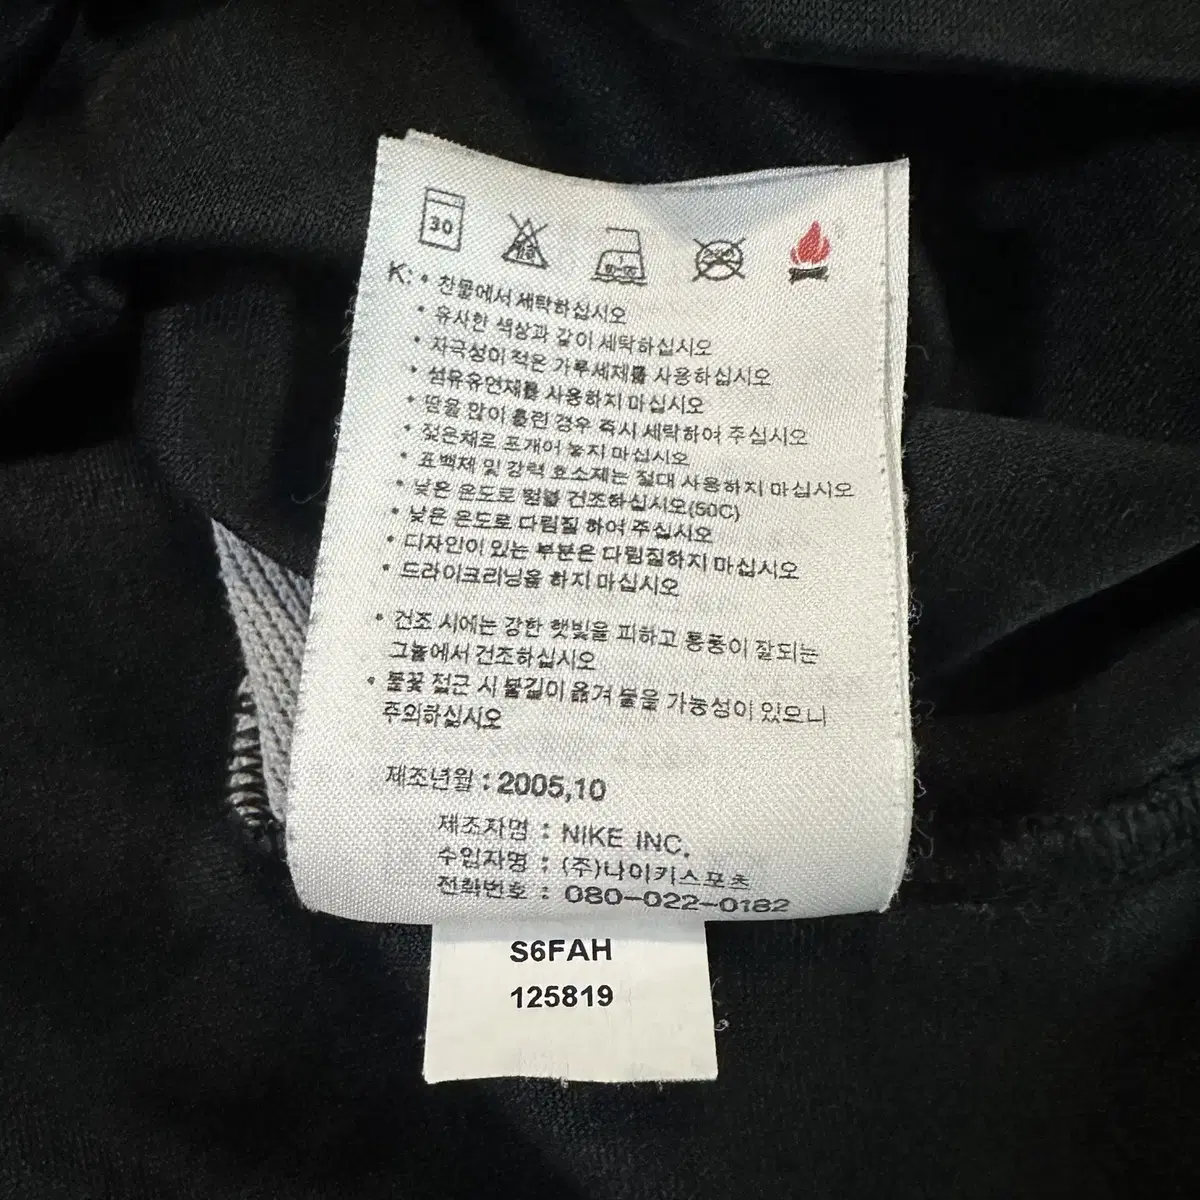 30
K: • 찬물에서 세탁하십시오
• 유사한 색상과 같이 세탁하십시오
• 자극성이 적은 가루세제를 사용하십시오
• 섬유유연제를 사용하지 마십시오
• 땀을 많이 흘린 경우 즉시 세탁하여 주십시오
• 젖은채로 포개어 놓지 마십시오
• 표백제 및 강력 효소제는 절대 사용하지 마십시오
• 낮은 온도로 텀블 건조하십시오(50C)
• 낮은 온도로 다림질 하여 주십시오
• 디자인이 있는 부분은 다림질하지 마십시오
• 드라이크리닝을 하지 마십시오
• 건조 시에는 강한 햇빛을 피하고 통풍이 잘되는
그늘에서 건조하십시오
• 불꽃 접근 시 불길이 옮겨 붙을 가능성이 있으니
주의하십시오
제조년월 : 2005,10
제조자명 : NIKE INC.
수입자명 : (주)나이키스포츠
전화번호 : 080-022-0182
S6FAH
125819